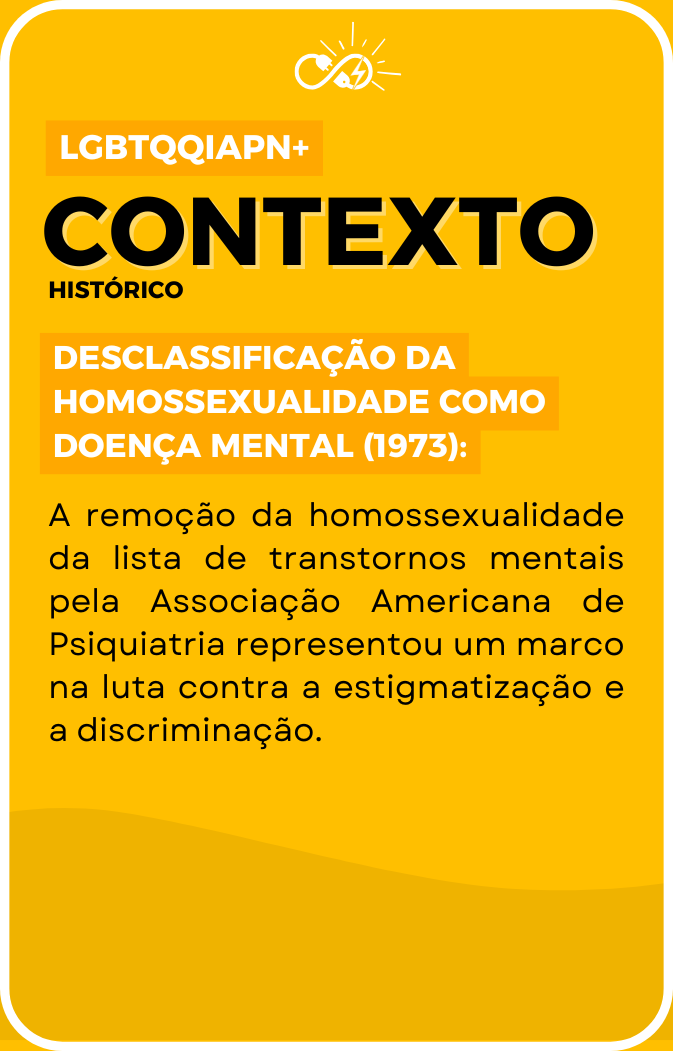 LGBTQQIAPN+
CONTEXTO
HISTÓRICO
DESCLASSIFICAÇÃO DA
HOMOSSEXUALIDADE COMO
DOENÇA MENTAL (1973):
A remoção da homossexualidade
da lista de transtornos mentais
pela Associação Americana de
Psiquiatria representou um marco
na luta contra a estigmatização e
a discriminação.